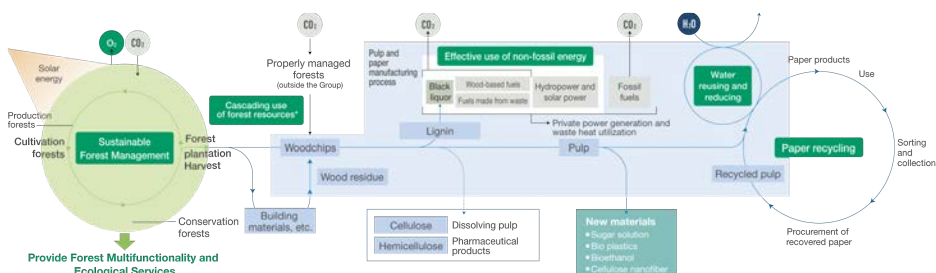 O₂
CO₂
Solar
energy
Production
forests
Cultivation
forests
Sustainable
Forest Management
Forest
plantation
Harvest
Conservation
forests
Provide Forest Multifunctionality and
Ecological Services
CO₂
Properly managed
forests
(outside the Group)
Cascading use
of forest resources*
Woodchips
Wood residue
Building
materials, etc.
Pulp and
paper
manufacturing
process
CO₂
Effective use of non-fossil energy
Black
liquor
Wood-based fuels
Fuels made from waste
Hydropower and
solar power
CO₂
Fossil
fuels
Private power generation and
waste heat utilization
Lignin
Pulp
Cellulose
Dissolving pulp
Hemicellulose
Pharmaceutical
products
New materials
• Sugar solution
• Bio plastics
• Bioethanol
• Cellulose nanofiber
H₂O
Water
reusing and
reducing
Paper products
Use
Paper recycling
Sorting
and
collection
Recycled pulp
Procurement of
recovered paper